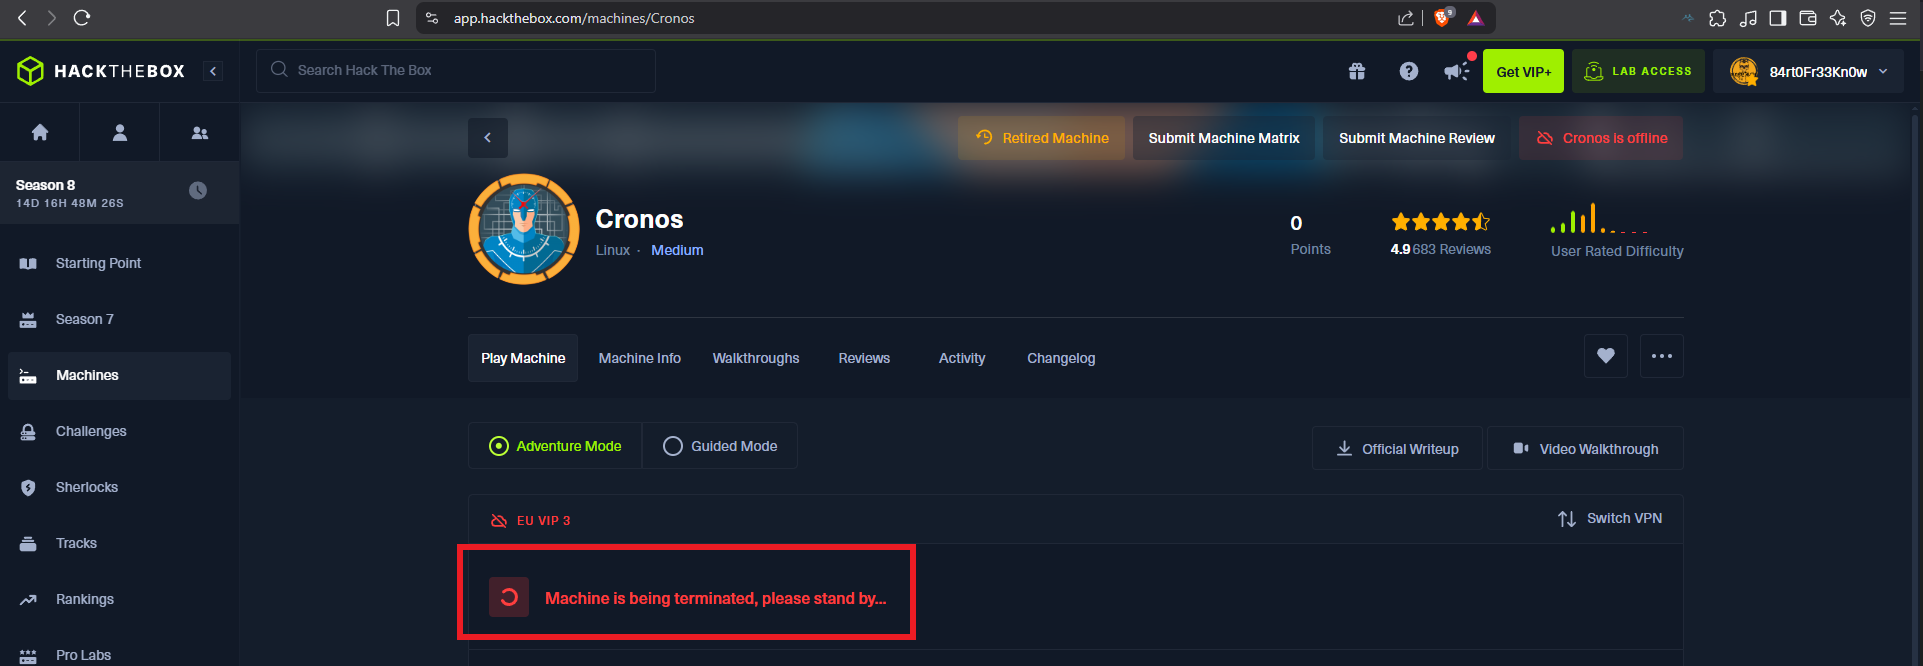 app.hackthebox.com/machines/Cronos
9
HACKTHEBOX
Search Hack The Box
Get VIP+
LAB ACCESS
84rt0Fr33Kn0w
Season 8
14D 16H 48M 26S
Starting Point
Season 7
Machines
Challenges
Sherlocks
Tracks
Rankings
Pro Labs
Retired Machine
Submit Machine Matrix
Submit Machine Review
Cronos is offline
Cronos
Linux · Medium
0
Points
4.9 683 Reviews
User Rated Difficulty
Play Machine
Machine Info
Walkthroughs
Reviews
Activity
Changelog
Adventure Mode
Guided Mode
Official Writeup
Video Walkthrough
EU VIP 3
Switch VPN
Machine is being terminated, please stand by...